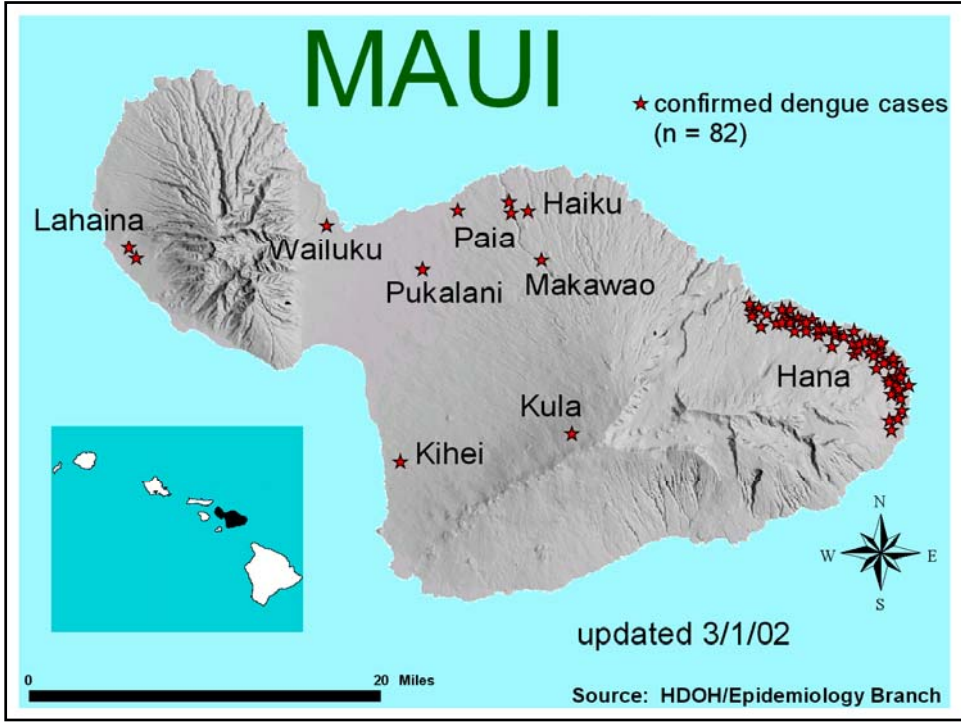 MAUI
confirmed dengue cases
(n = 82)
Lahaina
Wailuku
Haiku
Paia
Pukalani
Makawao
Hana
Kula
Kihei
N
W
E
S
updated 3/1/02
0
20 Miles
Source: HDOH/Epidemiology Branch